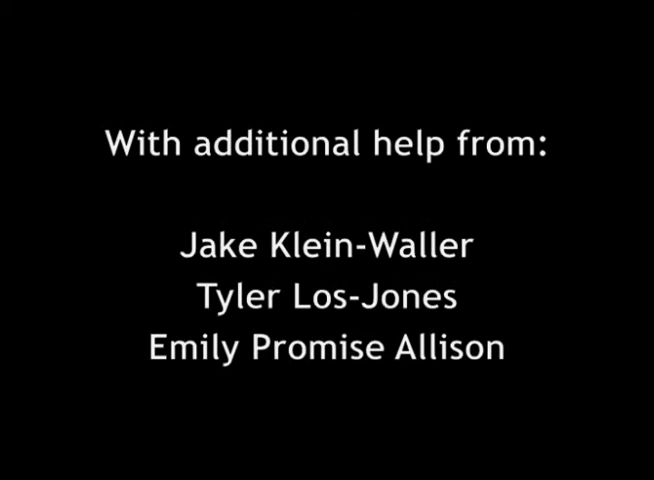 With additional help from:
Jake Klein-Waller
Tyler Los-Jones
Emily Promise Allison